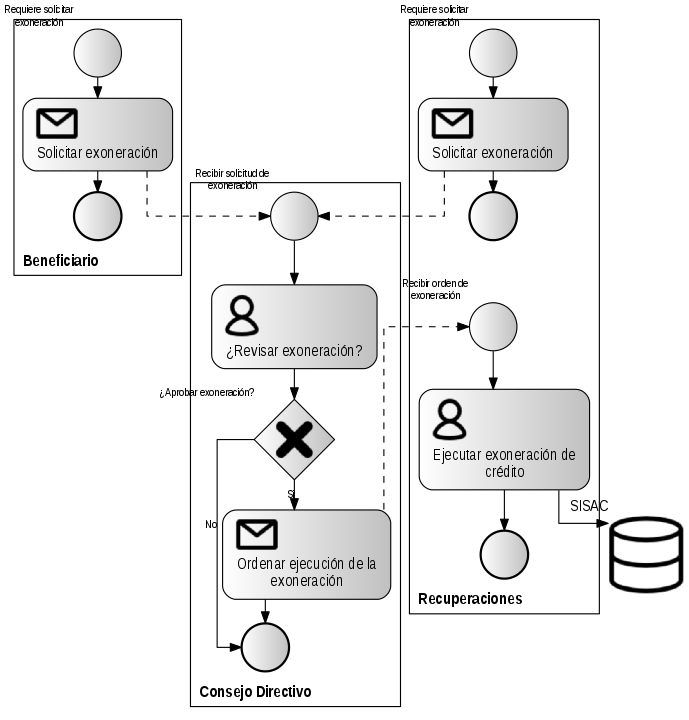 Requiere solicitar
exoneración
Solicitar exoneración
Beneficiario
Recibir solicitud de
exoneración
¿Revisar exoneración?
¿Aprobar exoneración?
Si
No
Ordenar ejecución de la
exoneración
Consejo Directivo
Requiere solicitar
exoneración
Solicitar exoneración
Recibir orden de
exoneración
Ejecutar exoneración de
crédito
SISAC
Recuperaciones